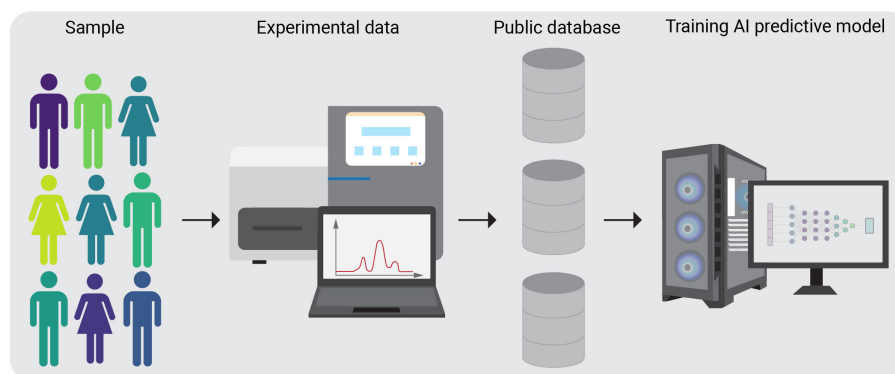 Sample
Experimental data
Public database
Training AI predictive model